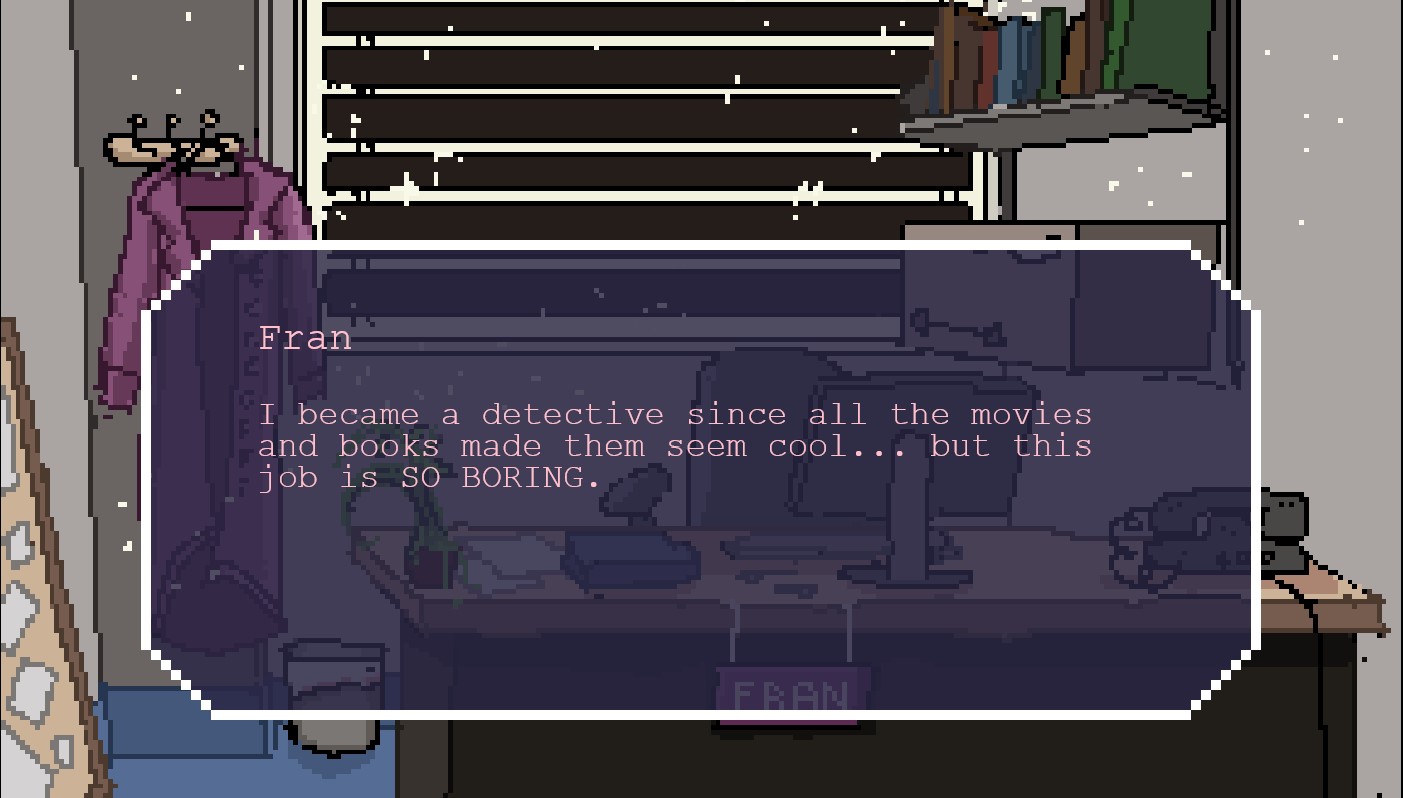 Fran
I became a detective since all the movies
and books made them seem cool... but this
job is SO BORING.
FRAN